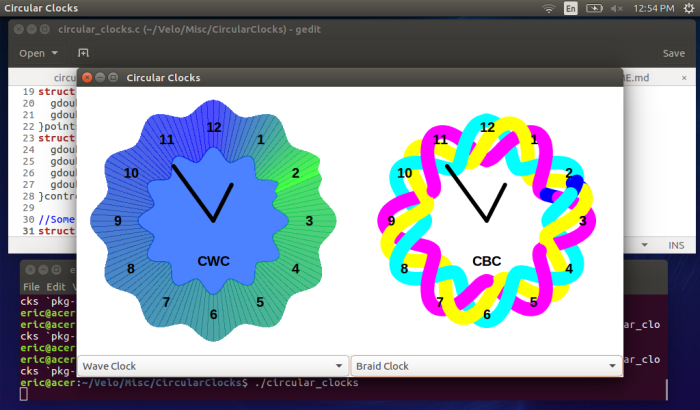 Circular Clocks
En
12:54 PM
circular_clocks.c (~/Velo/Misc/CircularClocks) - gedit
Open
Save
circu
Circular Clocks
E.md
×
19 struct
20 gdou
21 gdou
22 }point
23 struct
24 gdou
25 gdou
26 gdou
27 gdou
28 }contr
29
30 //Some
31 struct
12
1
2
3
4
5
6
7
8
9
10
11
CWC
12
1
2
3
4
5
6
7
8
9
10
11
CBC
INS
File Edit
cks `pkg-
eric@acer
ar_clo
cks `pkg-
eric@acer
eric@acer
ar_clo
cks `pkg-
Wave Clock
Braid Clock
eric@acer:~/Velo/Misc/CircularClocks$ ./circular_clocks